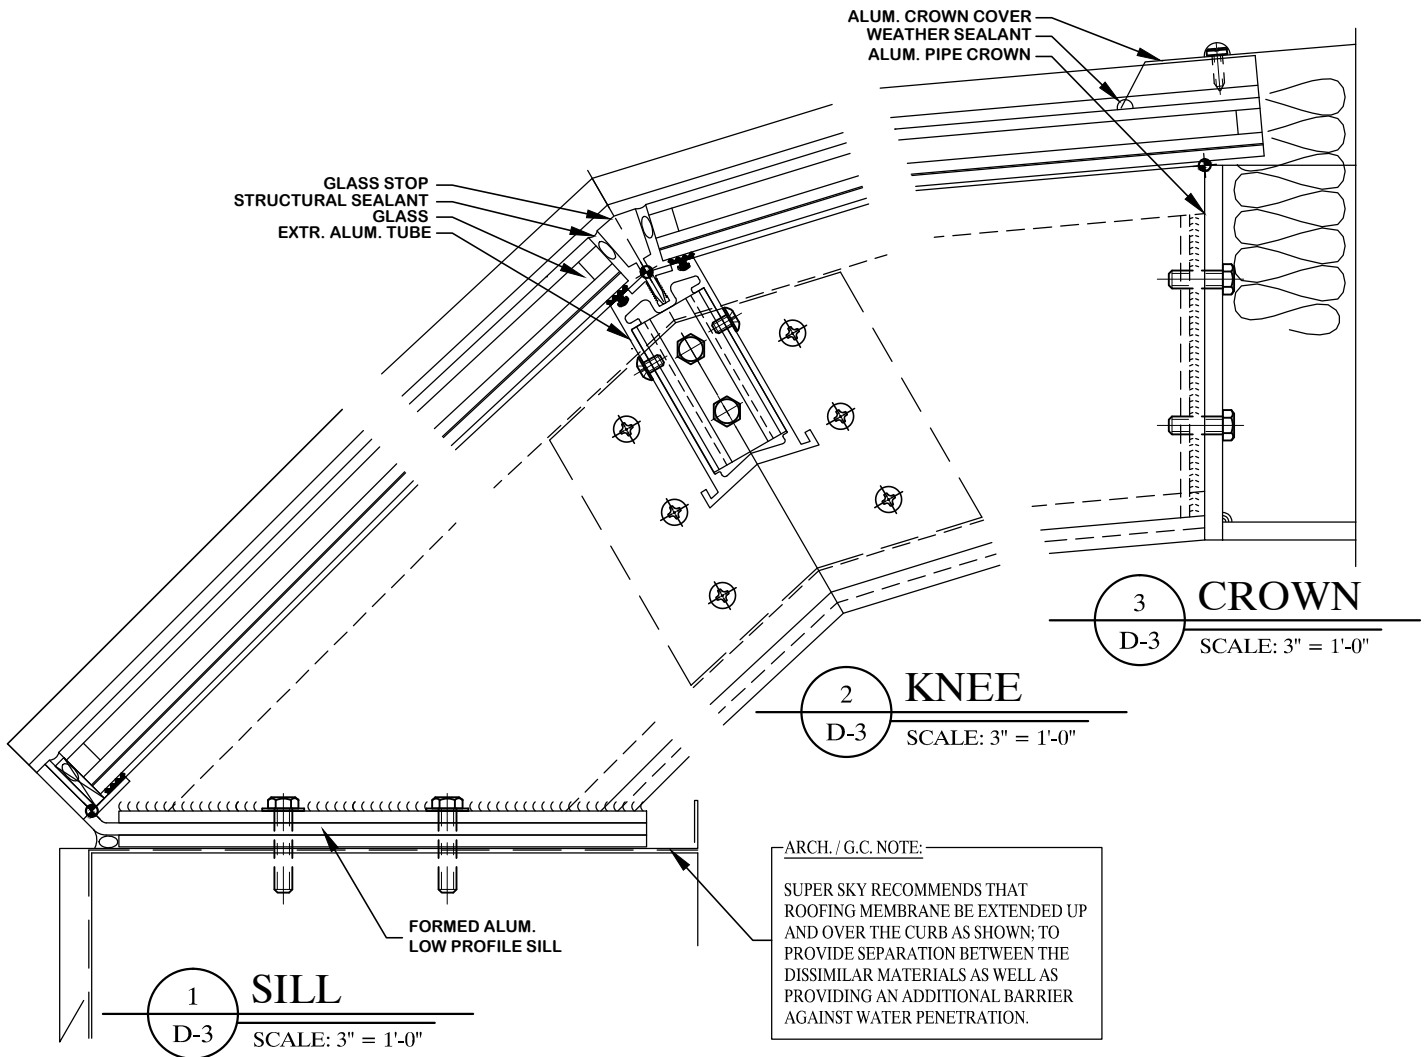 ALUM. CROWN COVER
WEATHER SEALANT
ALUM. PIPE CROWN
GLASS STOP
STRUCTURAL SEALANT
GLASS
EXTR. ALUM. TUBE
3
D-3
CROWN
SCALE: 3" = 1'-0"
2
D-3
KNEE
SCALE: 3" = 1'-0"
FORMED ALUM.
LOW PROFILE SILL
1
D-3
SILL
SCALE: 3" = 1'-0"
ARCH. / G.C. NOTE:
SUPER SKY RECOMMENDS THAT
ROOFING MEMBRANE BE EXTENDED UP
AND OVER THE CURB AS SHOWN; TO
PROVIDE SEPARATION BETWEEN THE
DISSIMILAR MATERIALS AS WELL AS
PROVIDING AN ADDITIONAL BARRIER
AGAINST WATER PENETRATION.